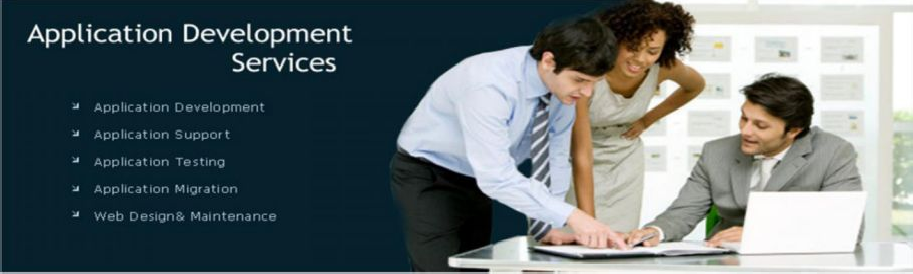 Application Development
Services
Application Development
Application Support
Application Testing
Application Migration
Web Design& Maintenance